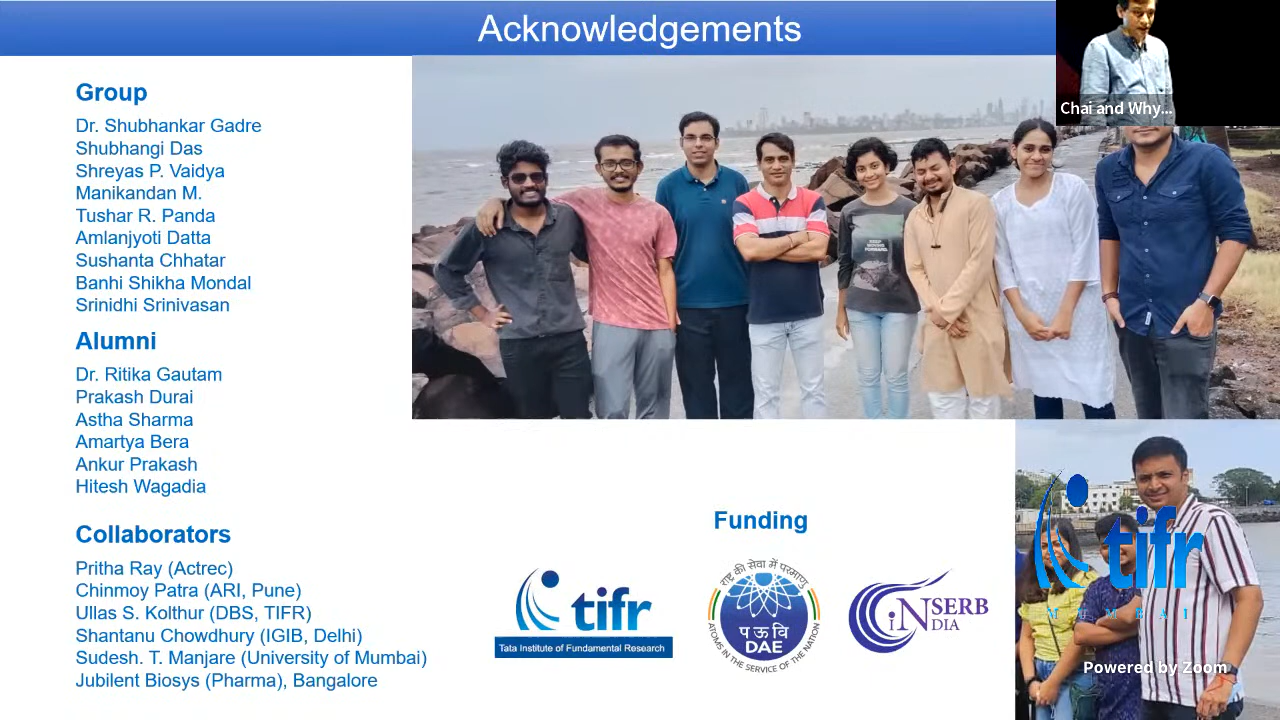 Acknowledgements
Chai and Why...
Group
Dr. Shubhankar Gadre
Shubhangi Das
Shreyas P. Vaidya
Manikandan M.
Tushar R. Panda
Amlanjyoti Datta
Sushanta Chhatar
Banhi Shikha Mondal
Srinidhi Srinivasan
Alumni
Dr. Ritika Gautam
Prakash Durai
Astha Sharma
Amartya Bera
Ankur Prakash
Hitesh Wagadia
Collaborators
Pritha Ray (Actrec)
Chinmoy Patra (ARI, Pune)
Ullas S. Kolthur (DBS, TIFR)
Shantanu Chowdhury (IGIB, Delhi)
Sudesh. T. Manjare (University of Mumbai)
Jubilent Biosys (Pharma), Bangalore
Funding
tifr
Tata Institute of Fundamental Research
राष्ट्र की सेवा में परमाणु
पऊवि
DAE
ATOMS IN THE SERVICE OF THE NATION
SERB
iNDIA
tifr
MUMBAI
Powered by Zoom